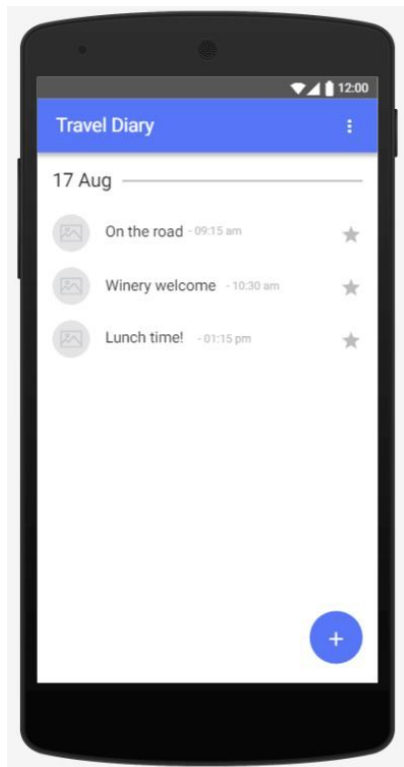 12:00
Travel Diary
17 Aug
On the road - 09:15 am
Winery welcome - 10:30 am
Lunch time! - 01:15 pm
+